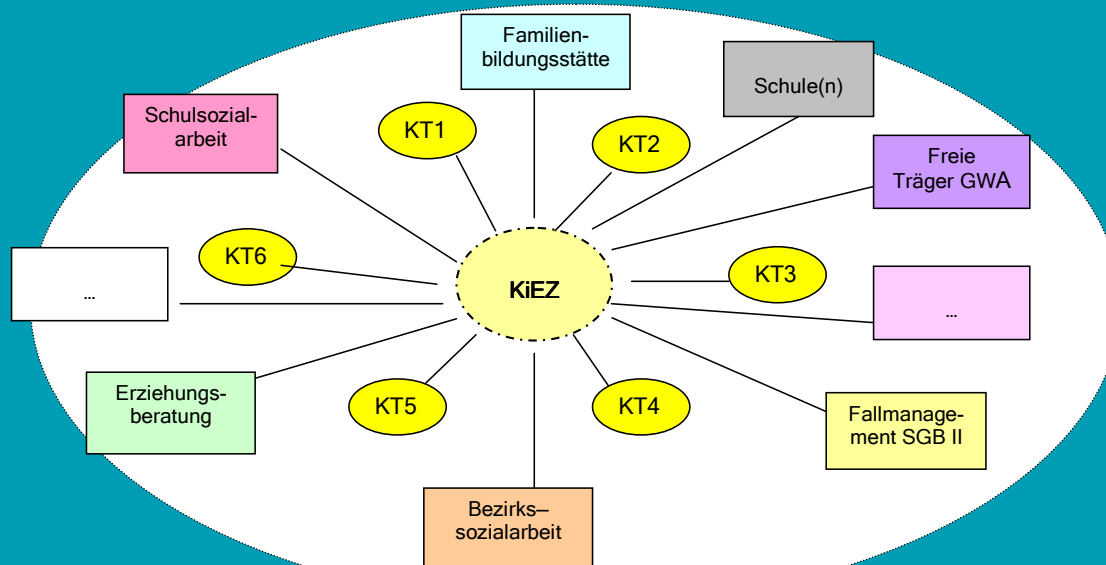 Familien-
bildungsstätte
Schule(n)
Schulsozial-
arbeit
KT1
KT2
Freie
Träger GWA
KT6
KiEZ
KT3
...
...
Erziehungs-
beratung
KT5
KT4
Fallmanage-
ment SGB II
Bezirks–
sozialarbeit